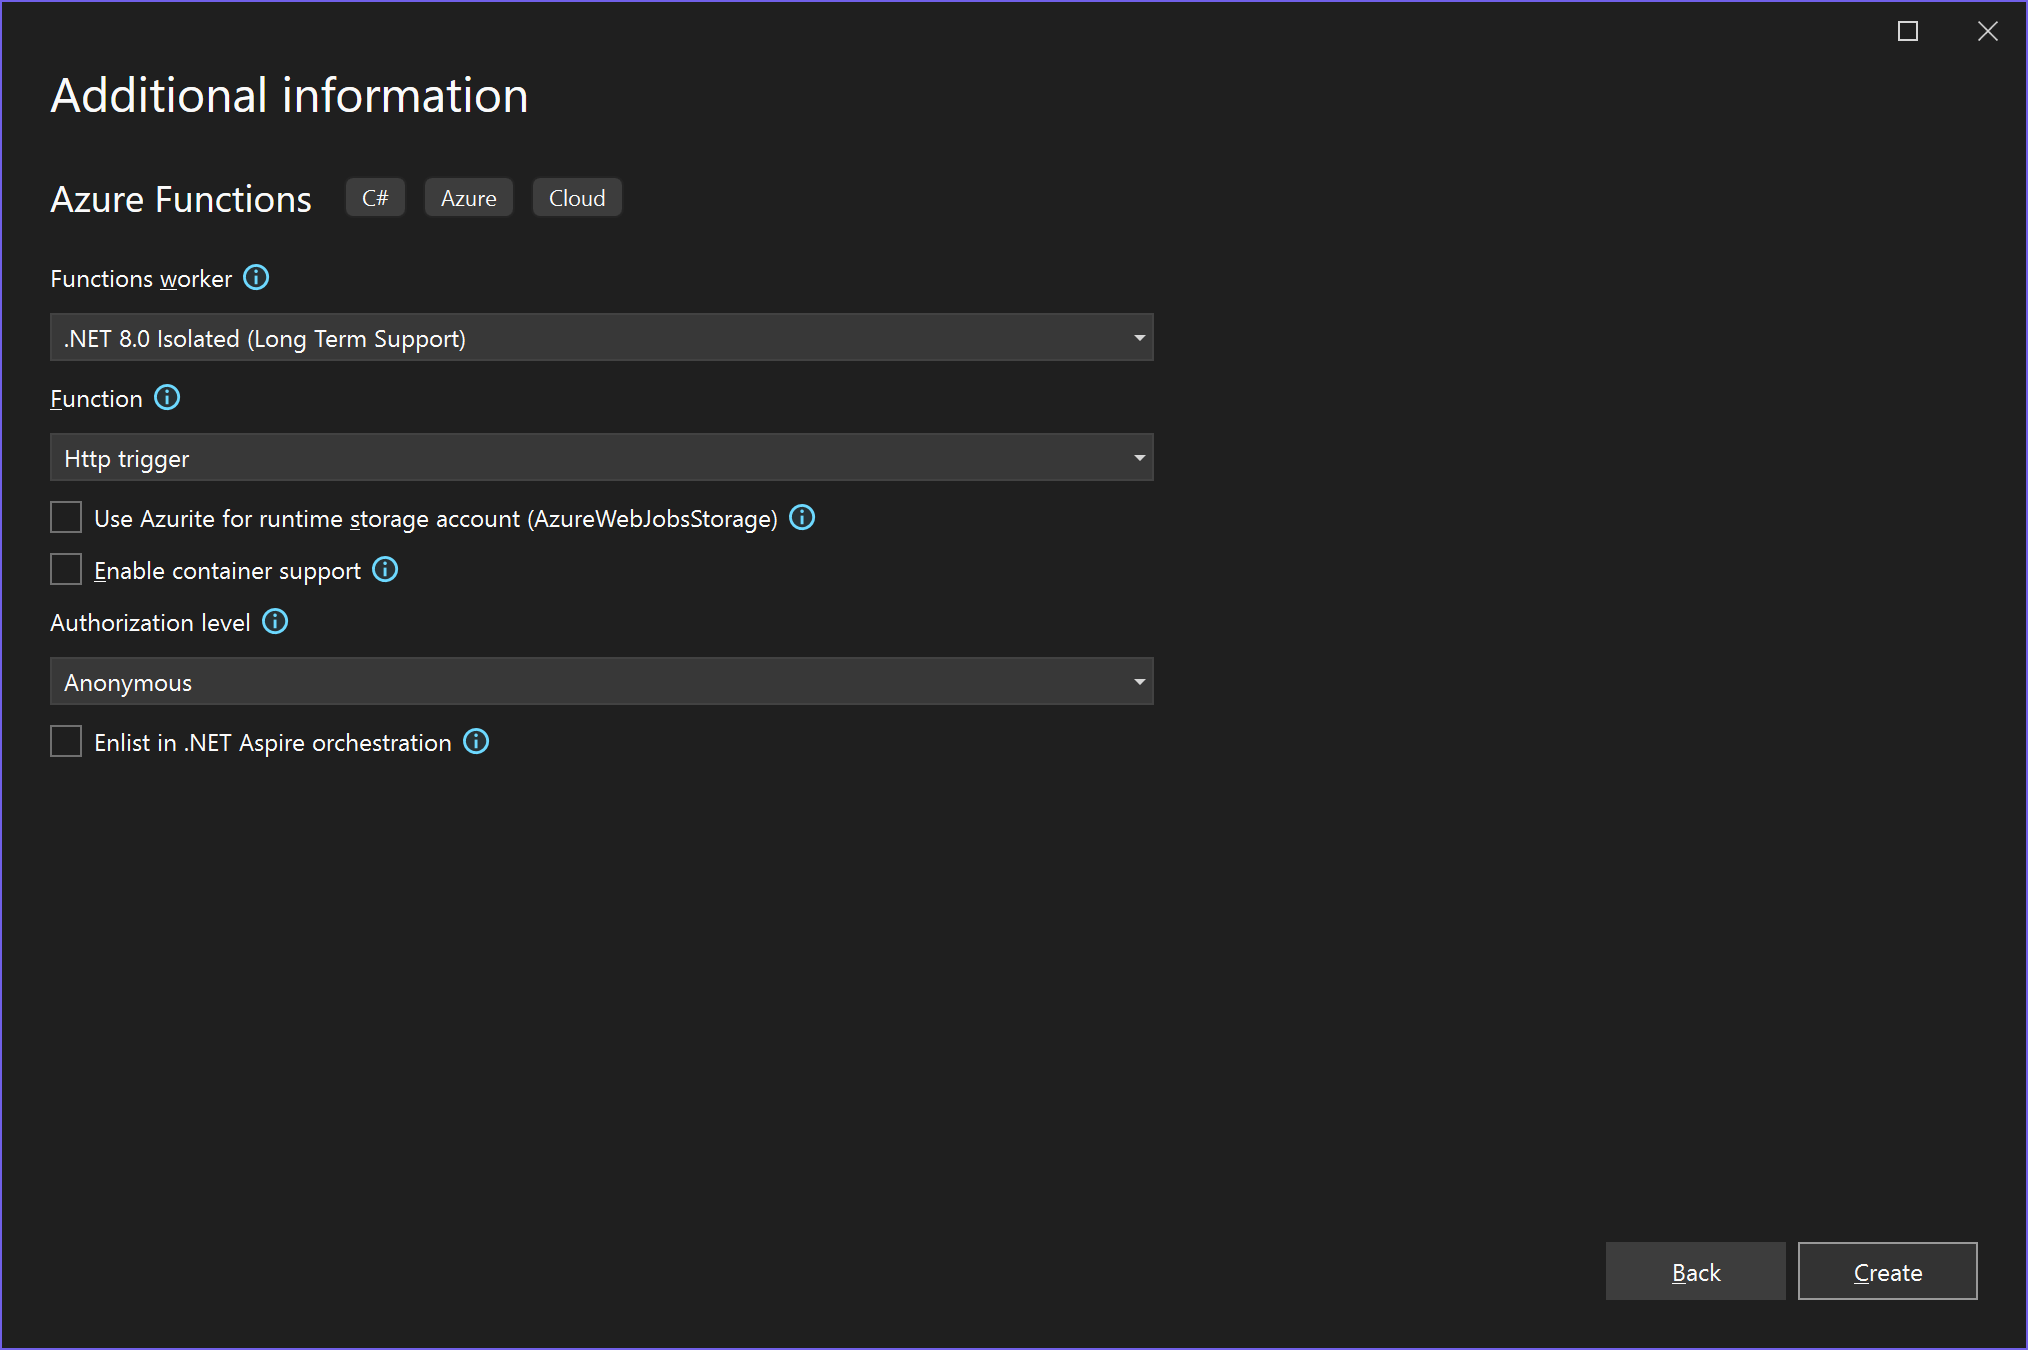 Additional information
Azure Functions C# Azure Cloud
Functions worker
.NET 8.0 Isolated (Long Term Support)
Function
Http trigger
Use Azurite for runtime storage account (AzureWebJobsStorage)
Enable container support
Authorization level
Anonymous
Enlist in .NET Aspire orchestration
Back Create